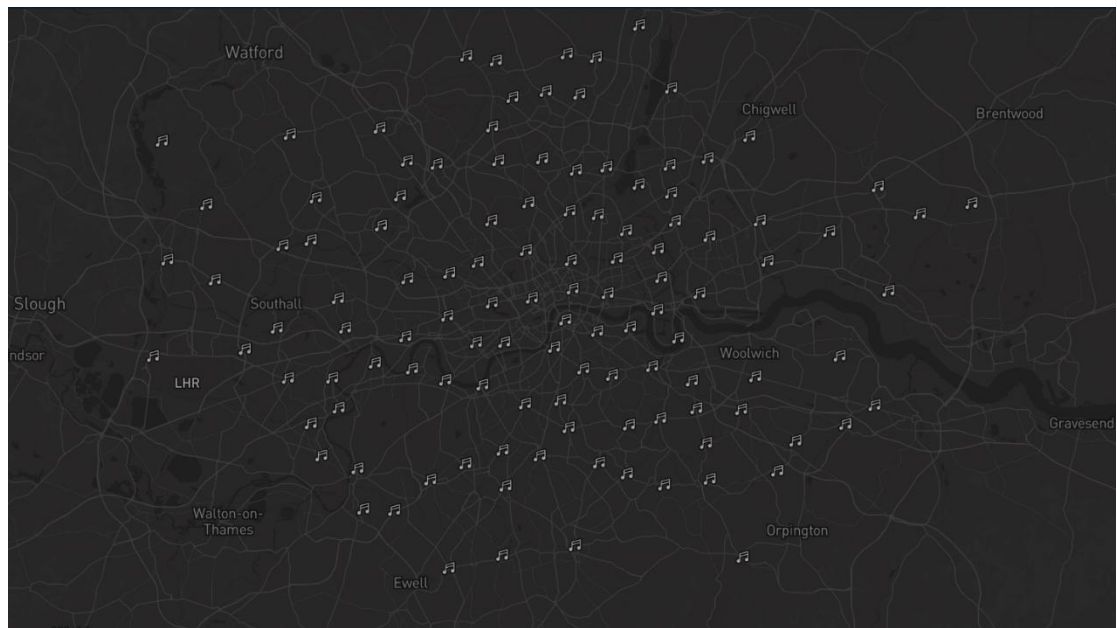 Watford
Chigwell
Brentwood
Slough
Southall
ndsor
LHR
Woolwich
Gravesend
Walton-on-
Thames
Orpington
Ewell